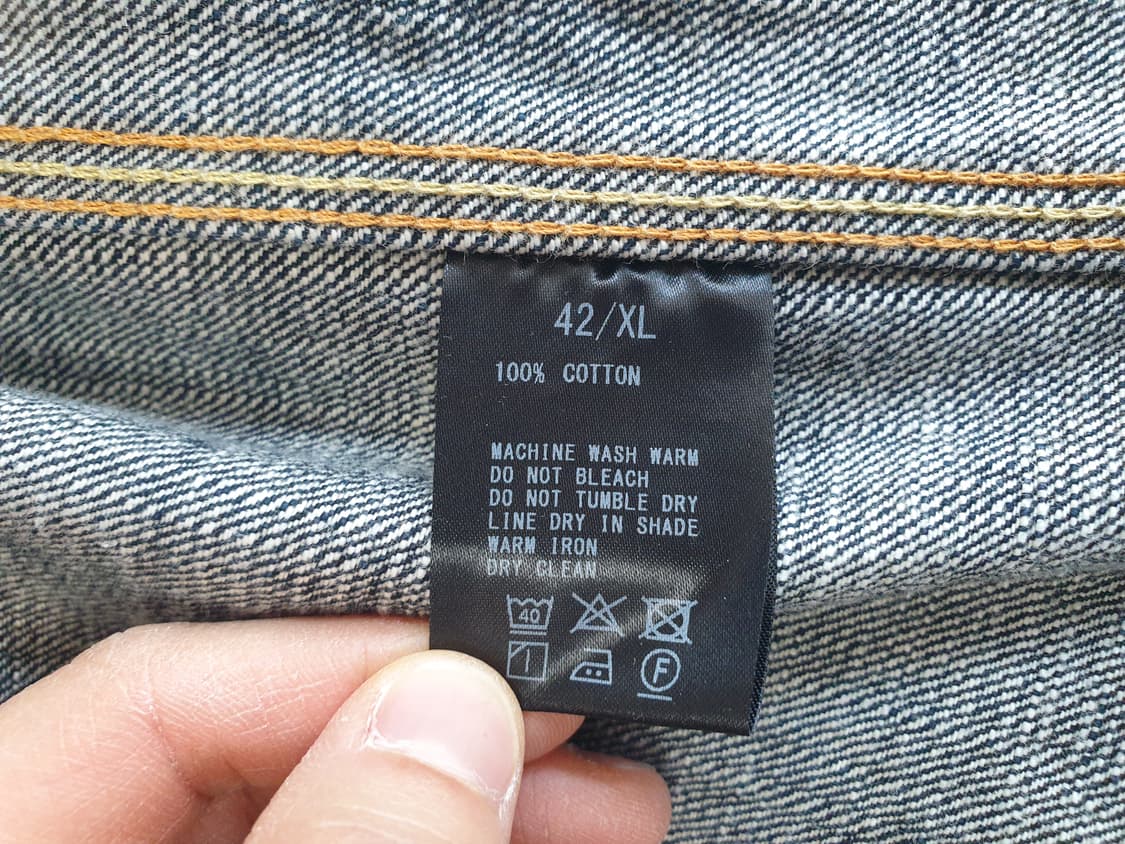 42/XL
100% COTTON
MACHINE WASH WARM
DO NOT BLEACH
DO NOT TUMBLE DRY
LINE DRY IN SHADE
WARM IRON
DRY CLEAN
40
F